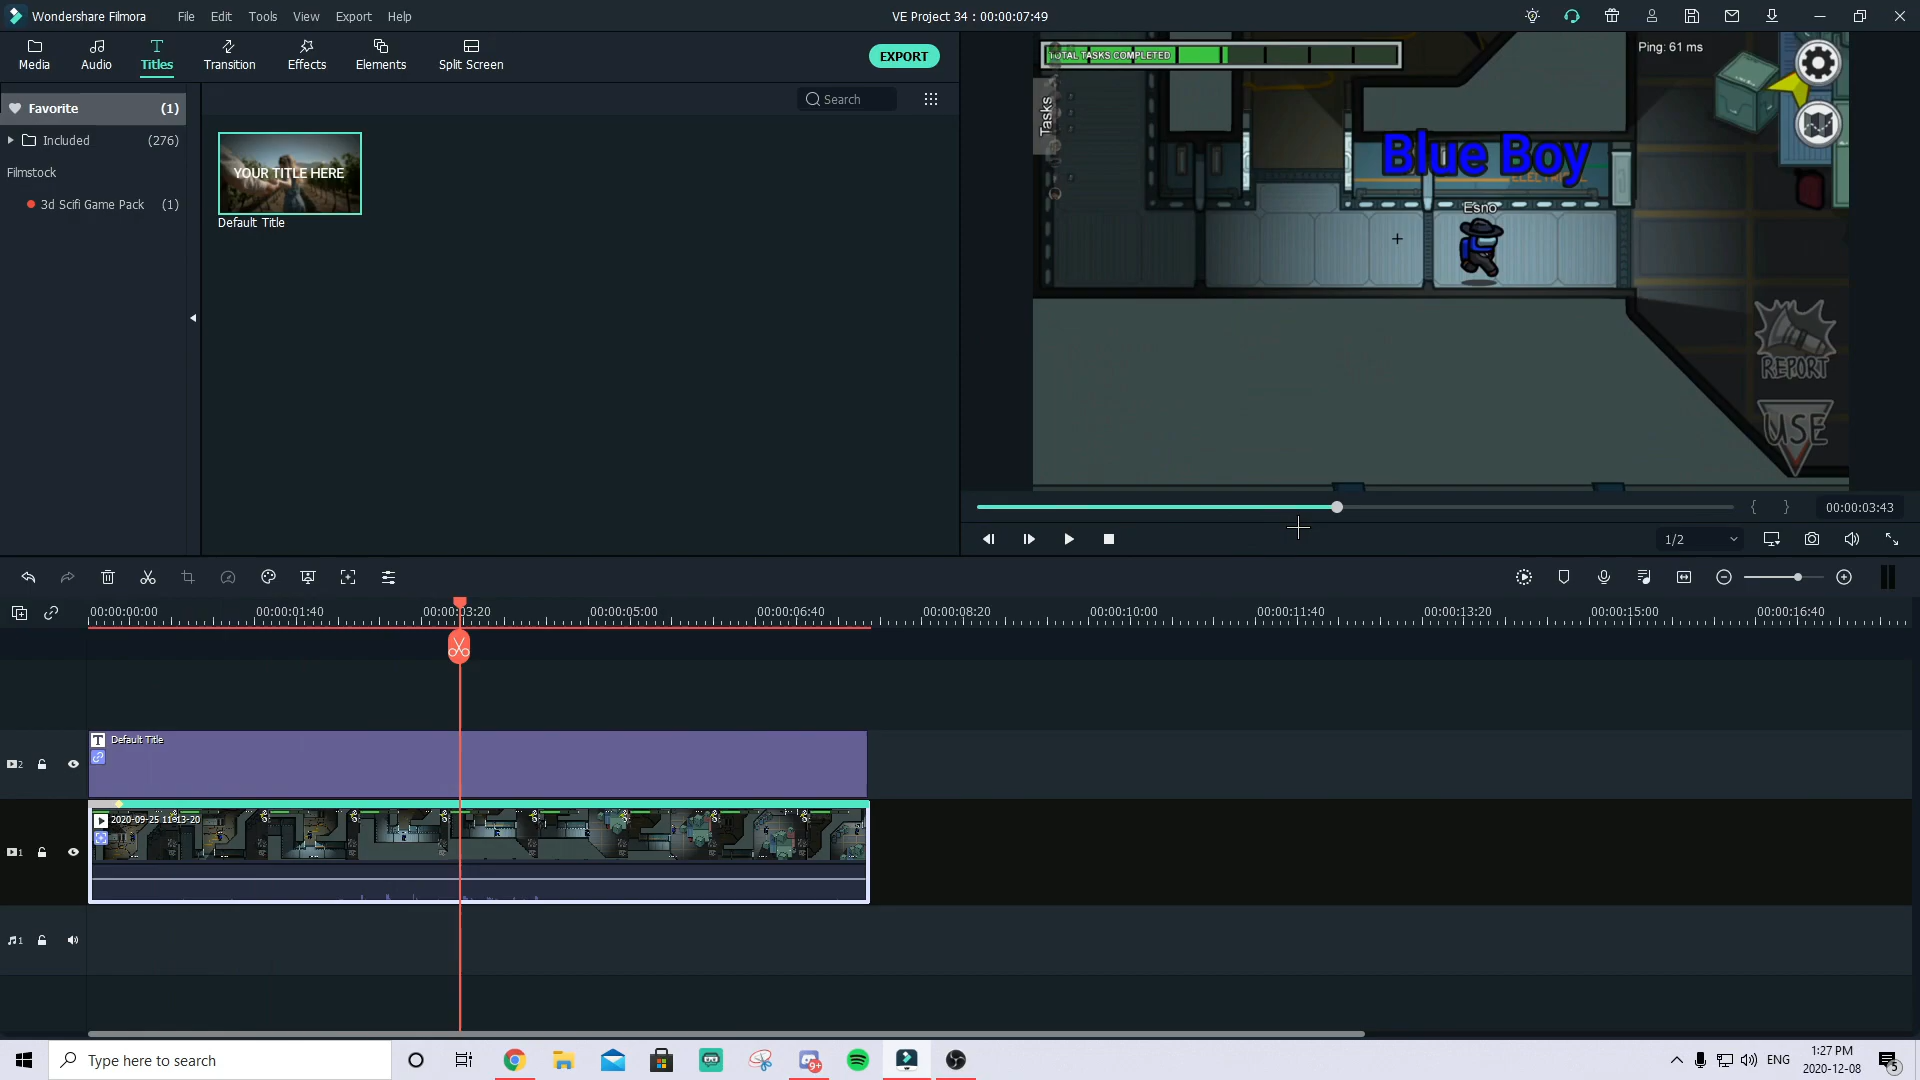 Wondershare Filmora File Edit Tools View Export Help VE Project 34 : 00:00:07:49
Media Audio Titles Transition Effects Elements Split Screen EXPORT
Favorite (1)
Included (276)
Filmstock
3d Scifi Game Pack (1)
Search
YOUR TITLE HERE
Default Title
TOTAL TASKS COMPLETED
Ping: 61 ms
Tasks
Blue Boy
ELECTRICAL
Esno
REPORT
USE
00:00:03:43
1/2
00:00:00:00 00:00:01:40 00:00:03:20 00:00:05:00 00:00:06:40 00:00:08:20 00:00:10:00 00:00:11:40 00:00:13:20 00:00:15:00 00:00:16:40
T Default Title
2
2020-09-25 11-13-20
1
1
Type here to search
9+
ENG
1:27 PM
2020-12-08
5